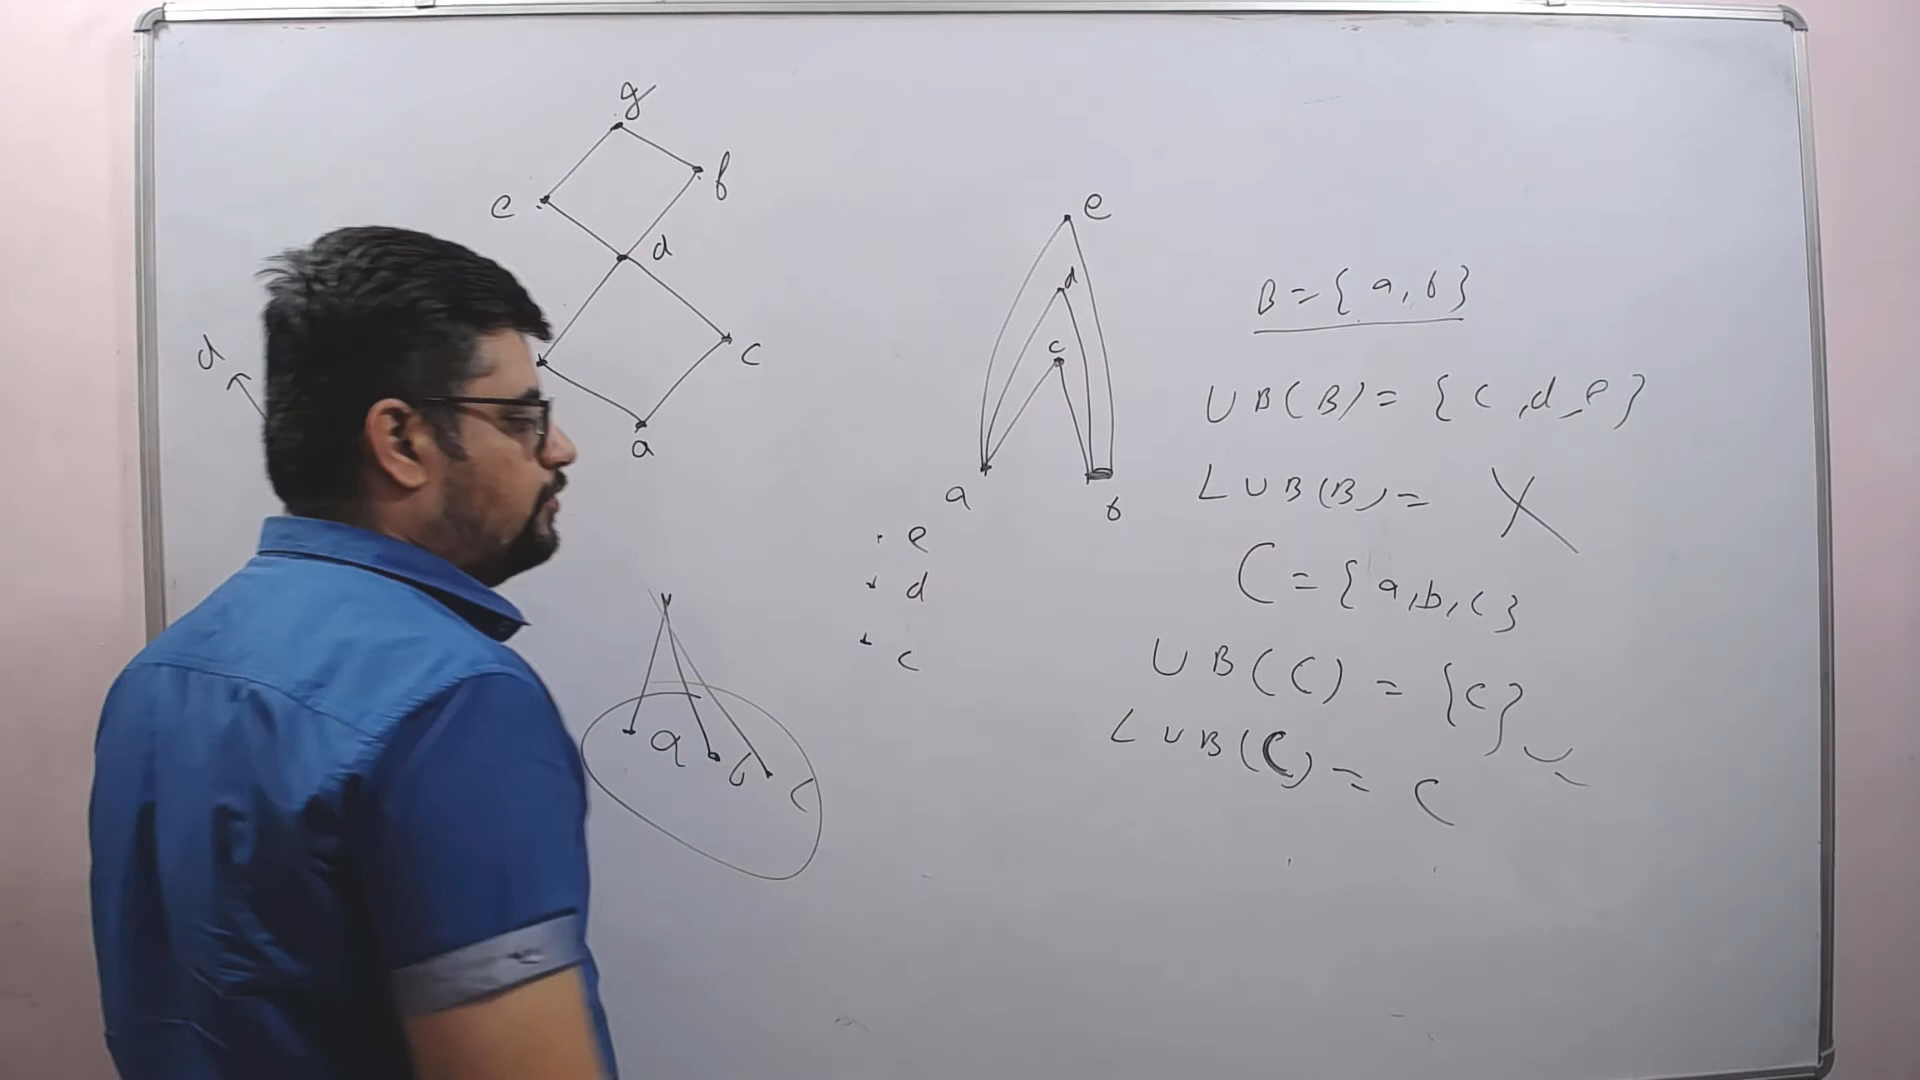 g
e
f
d
c
a
d
e
d
c
a
b
e
d
c
a
b
c
B = { a, b }
UB(B) = { c, d, e }
LUB(B) = X
C = { a, b, c }
UB(C) = { c }
LUB(C) = c